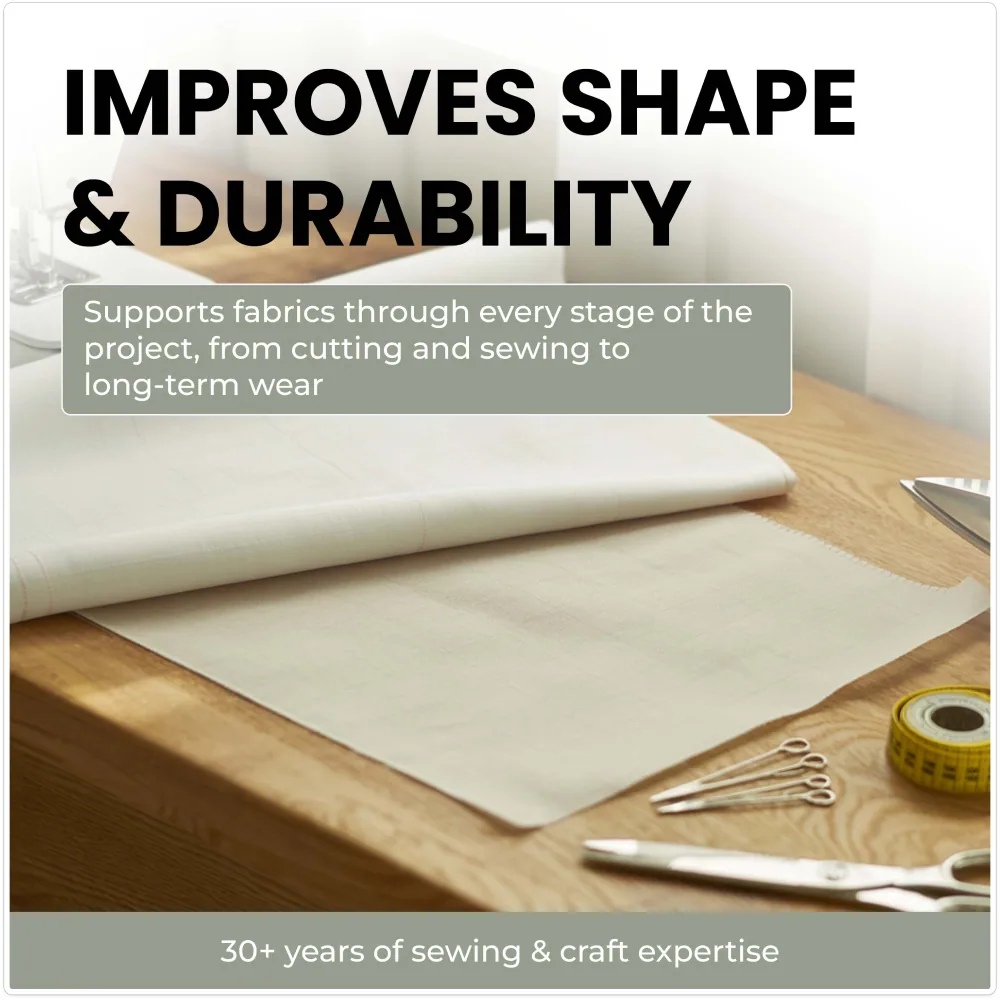 IMPROVES SHAPE
& DURABILITY
Supports fabrics through every stage of the
project, from cutting and sewing to
long-term wear
30+ years of sewing & craft expertise